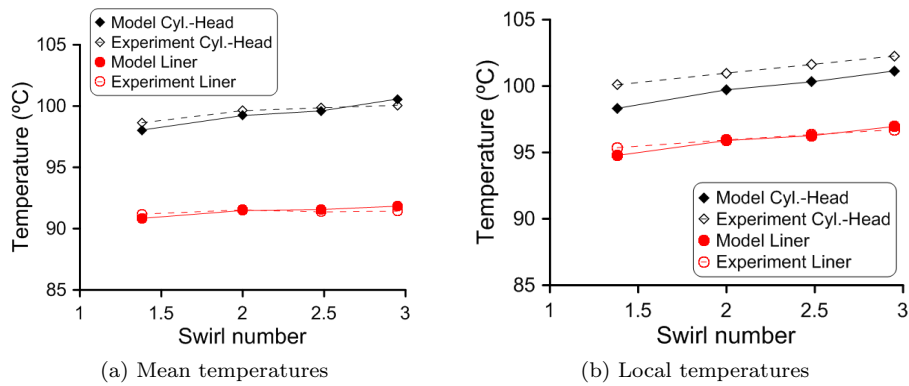 Model Cyl.-Head
Experiment Cyl.-Head
Model Liner
Experiment Liner
Temperature (ºC)
105
100
95
90
85
1 1.5 2 2.5 3
Swirl number
(a) Mean temperatures
Temperature (ºC)
105
100
95
90
85
Model Cyl.-Head
Experiment Cyl.-Head
Model Liner
Experiment Liner
1 1.5 2 2.5 3
Swirl number
(b) Local temperatures